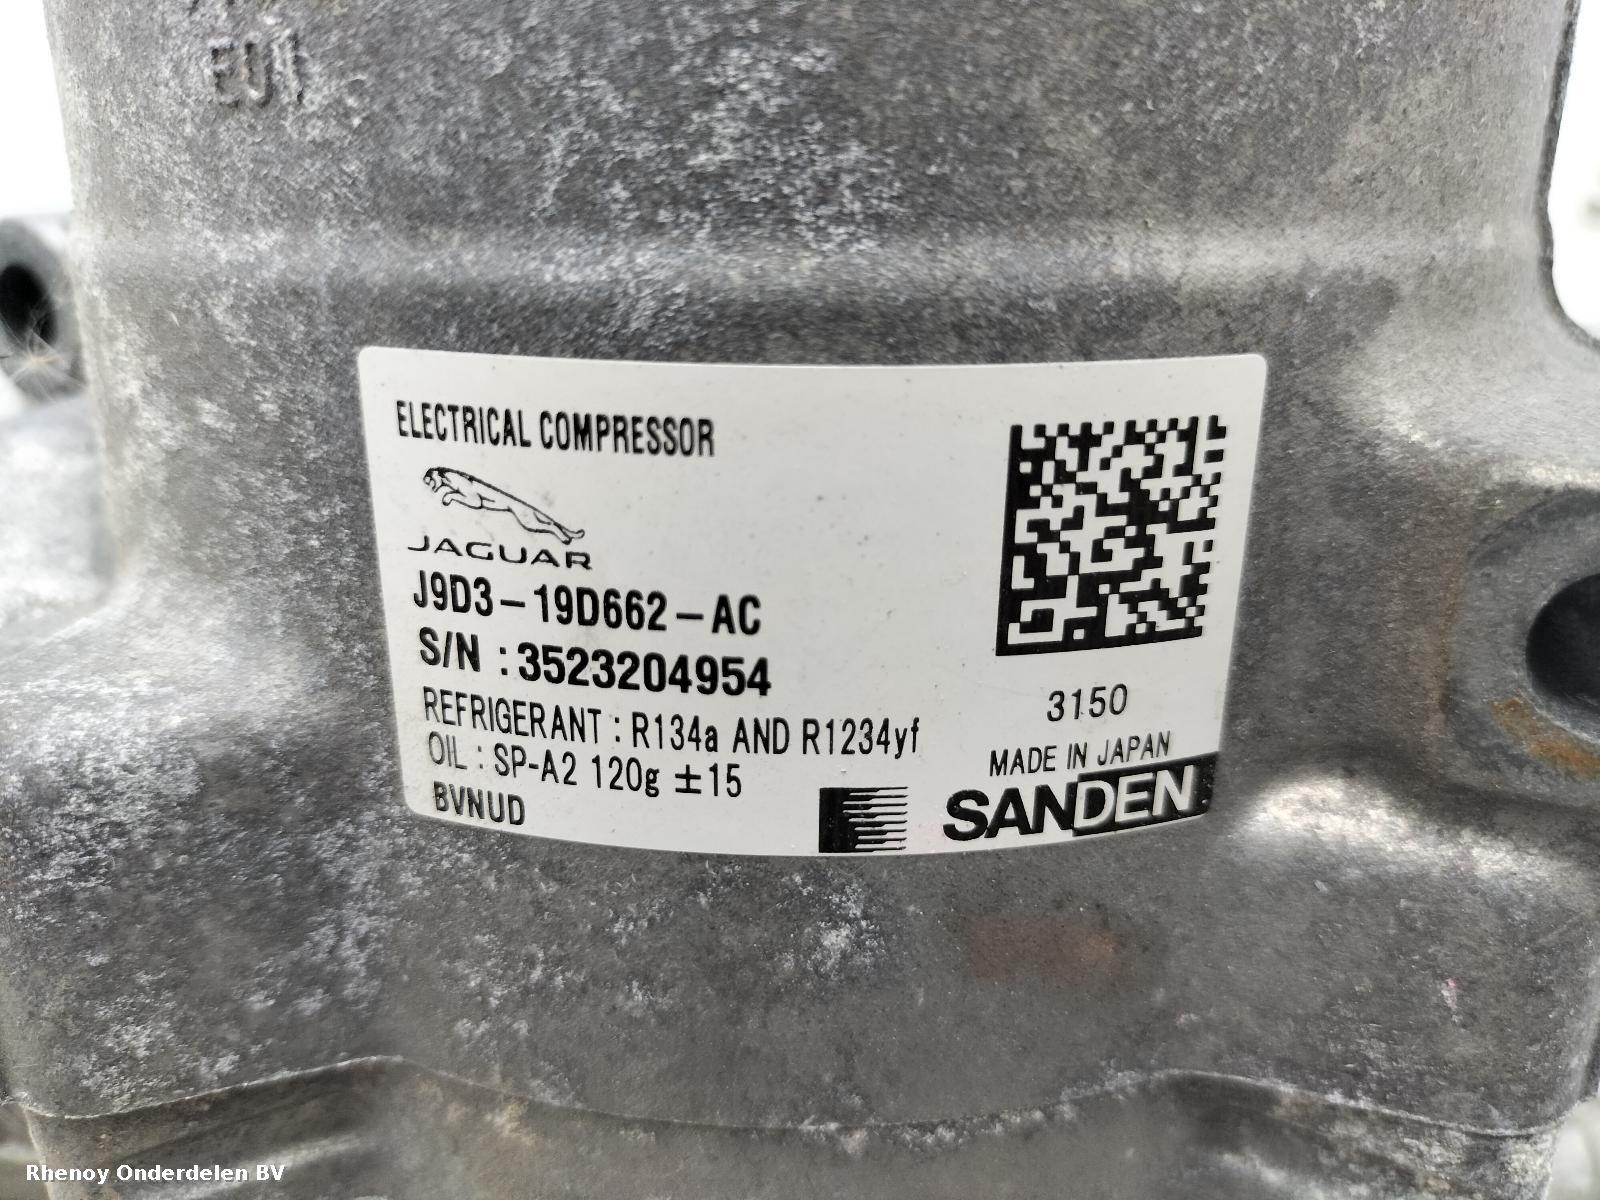 EU1
ELECTRICAL COMPRESSOR
JAGUAR
J9D3-19D662-AC
S/N : 3523204954
REFRIGERANT : R134a AND R1234yf
OIL : SP-A2 120g ±15
BVNUD
3150
MADE IN JAPAN
SANDEN
Rhenoy Onderdelen BV